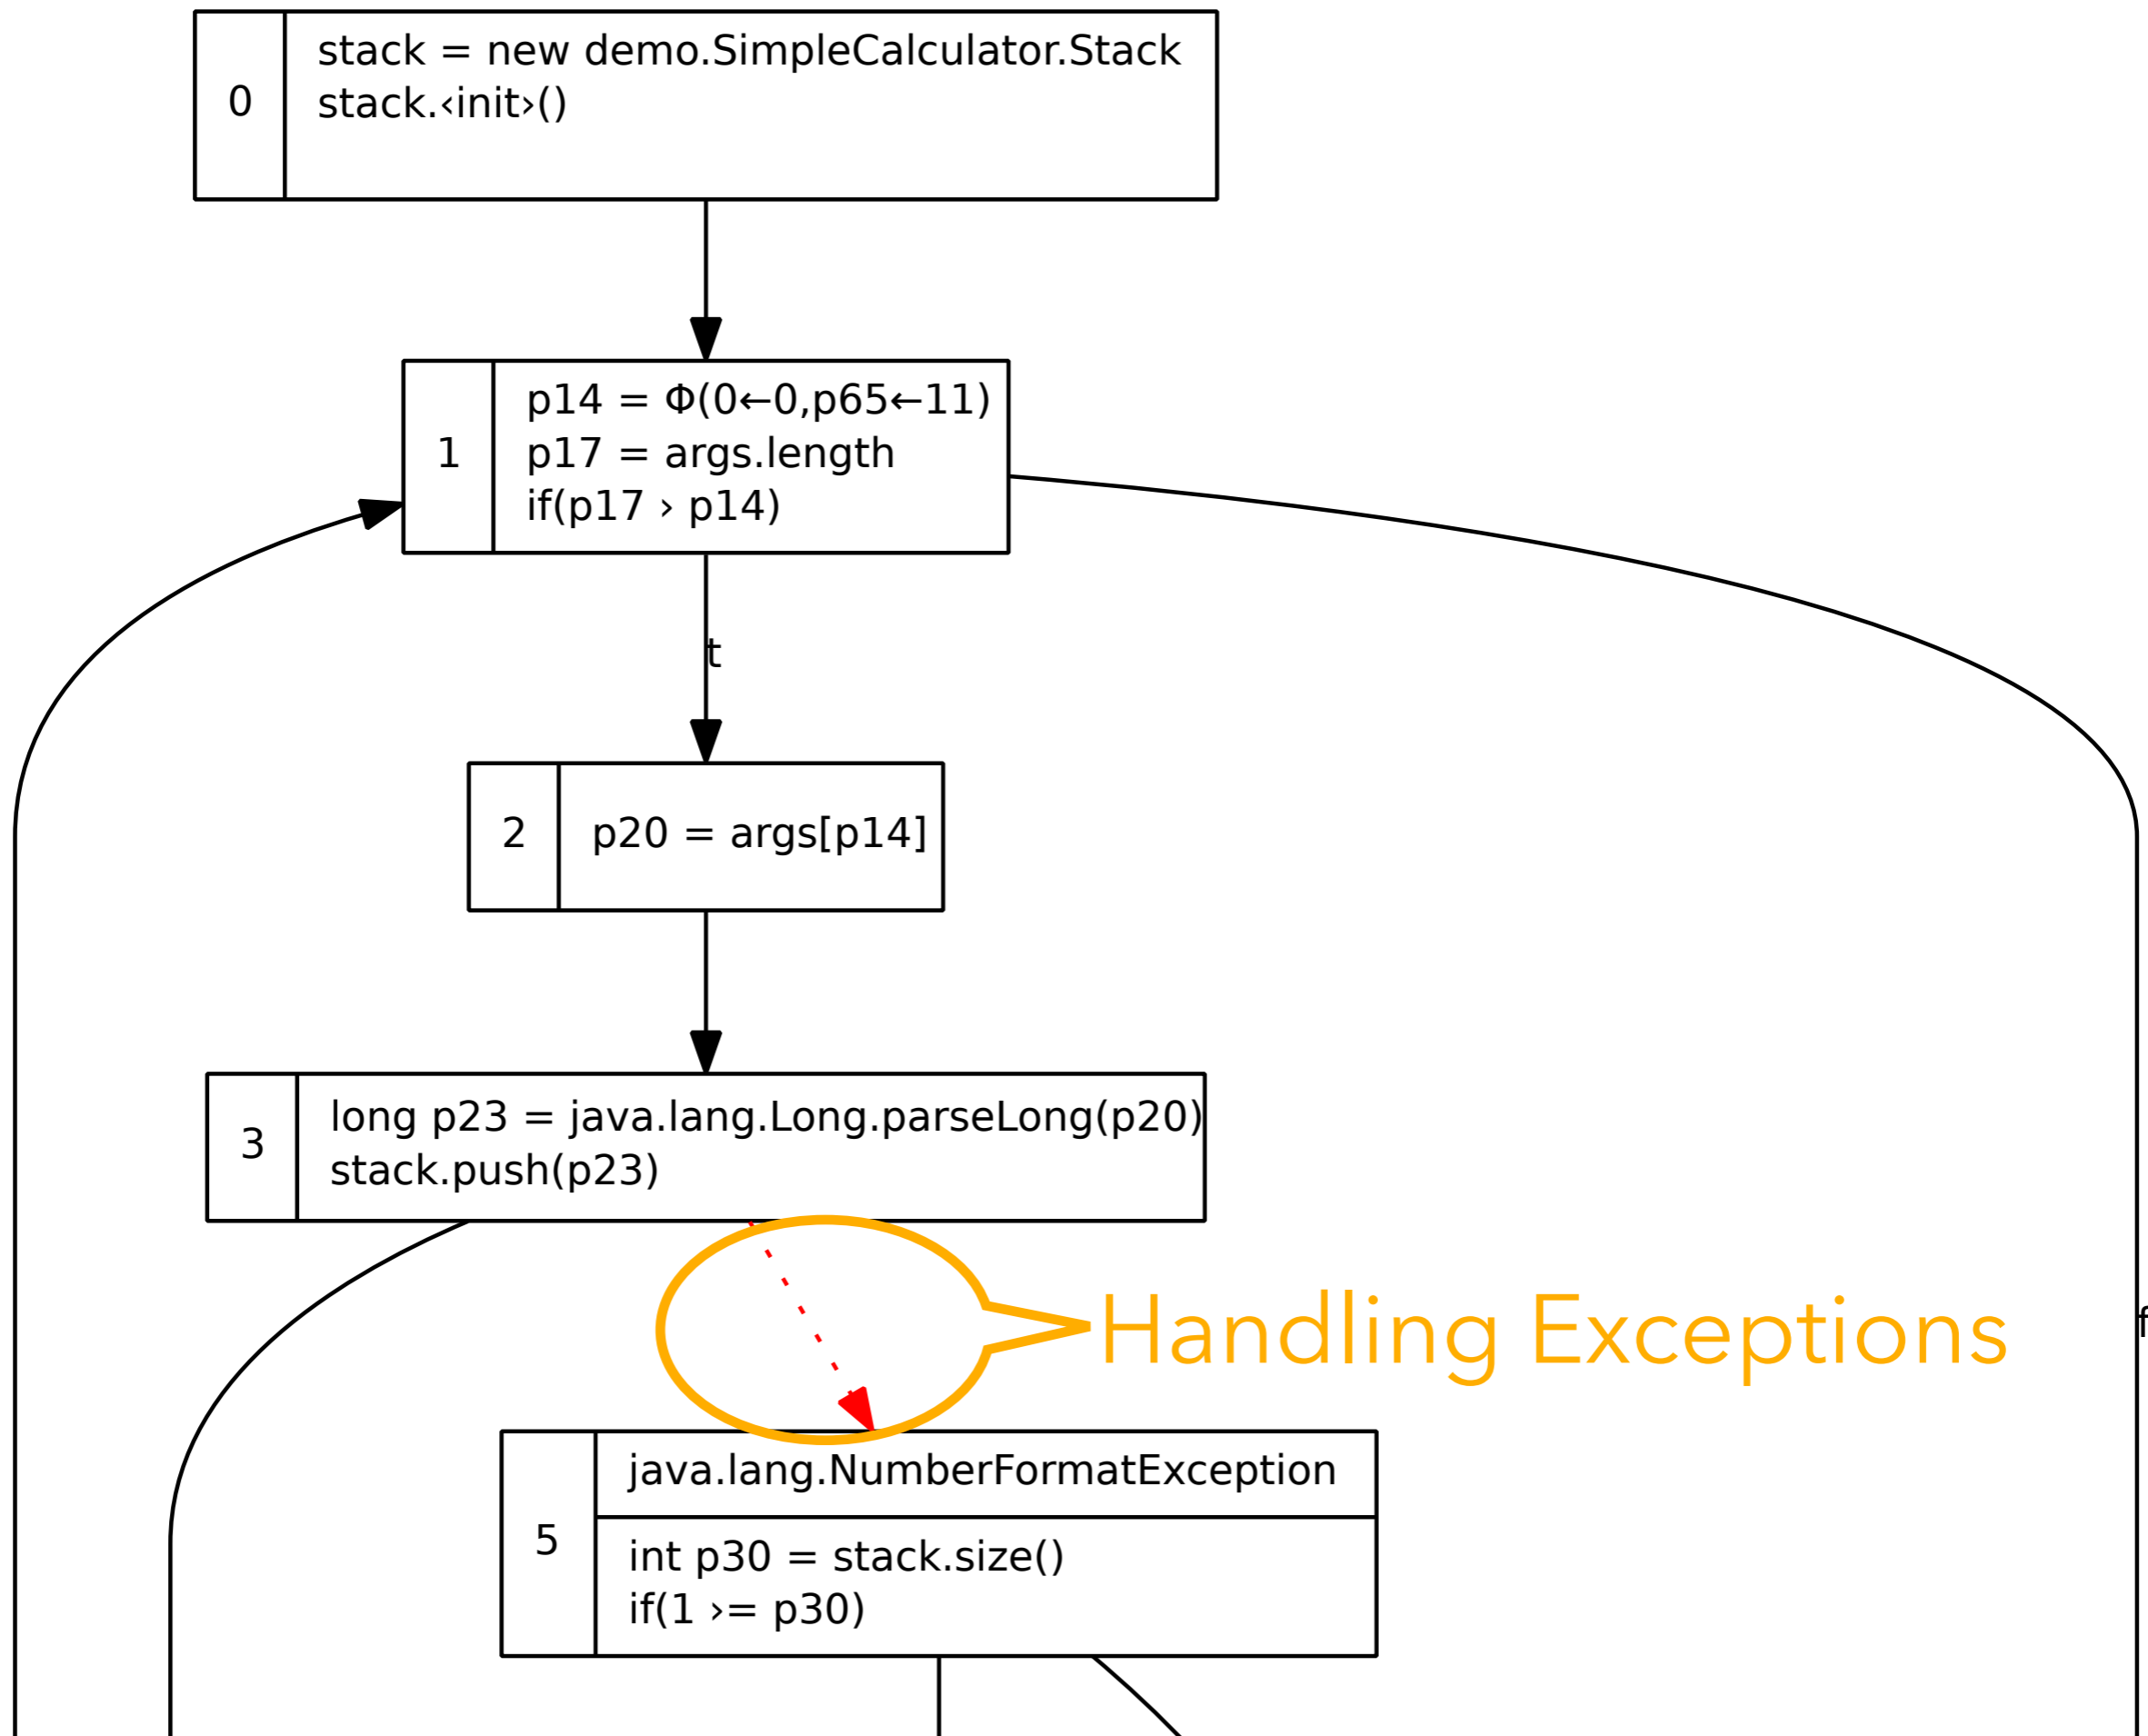 stack = new demo.SimpleCalculator.Stack
0
stack.‹init›()
p14 = Φ(0←0,p65←11)
1
p17 = args.length
if(p17 › p14)
t
2
p20 = args[p14]
3
long p23 = java.lang.Long.parseLong(p20)
stack.push(p23)
Handling Exceptions
f
java.lang.NumberFormatException
5
int p30 = stack.size()
if(1 ›= p30)